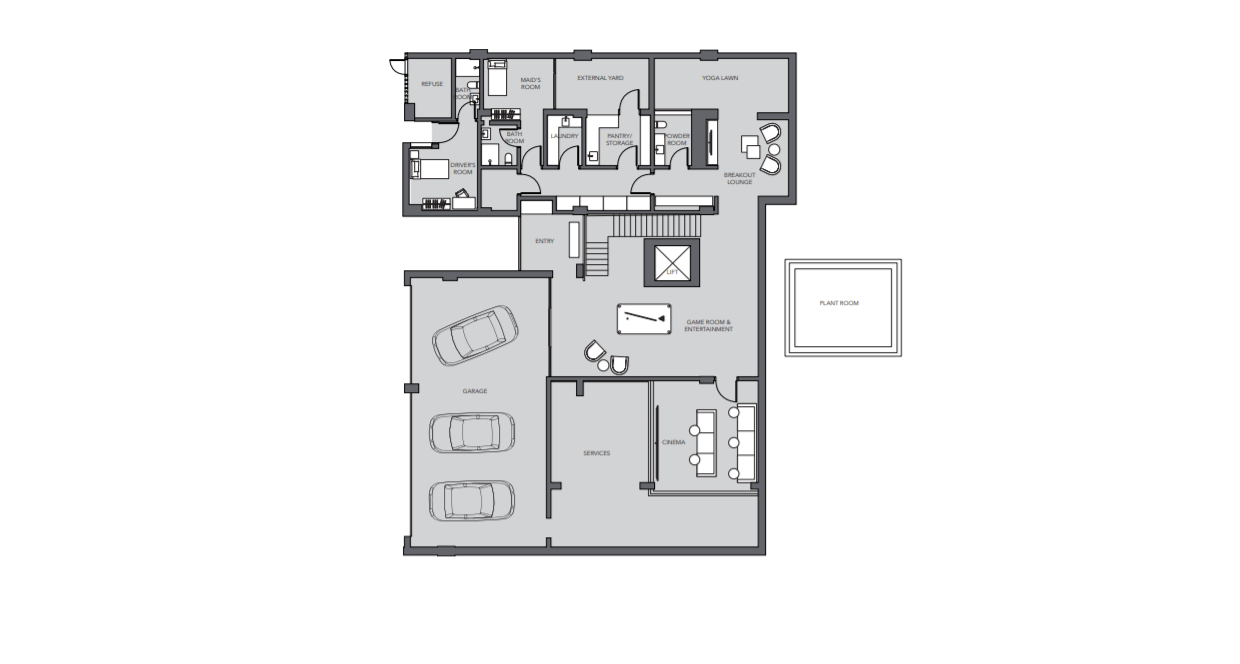 REFUSE
BATH
ROOM
MAID'S
ROOM
EXTERNAL YARD
YOGA LAWN
BATH
ROOM
LAUNDRY
PANTRY/
STORAGE
POWDER
ROOM
DRIVER'S
ROOM
BREAKOUT
LOUNGE
ENTRY
LIFT
PLANT ROOM
GAME ROOM &
ENTERTAINMENT
GARAGE
CINEMA
SERVICES